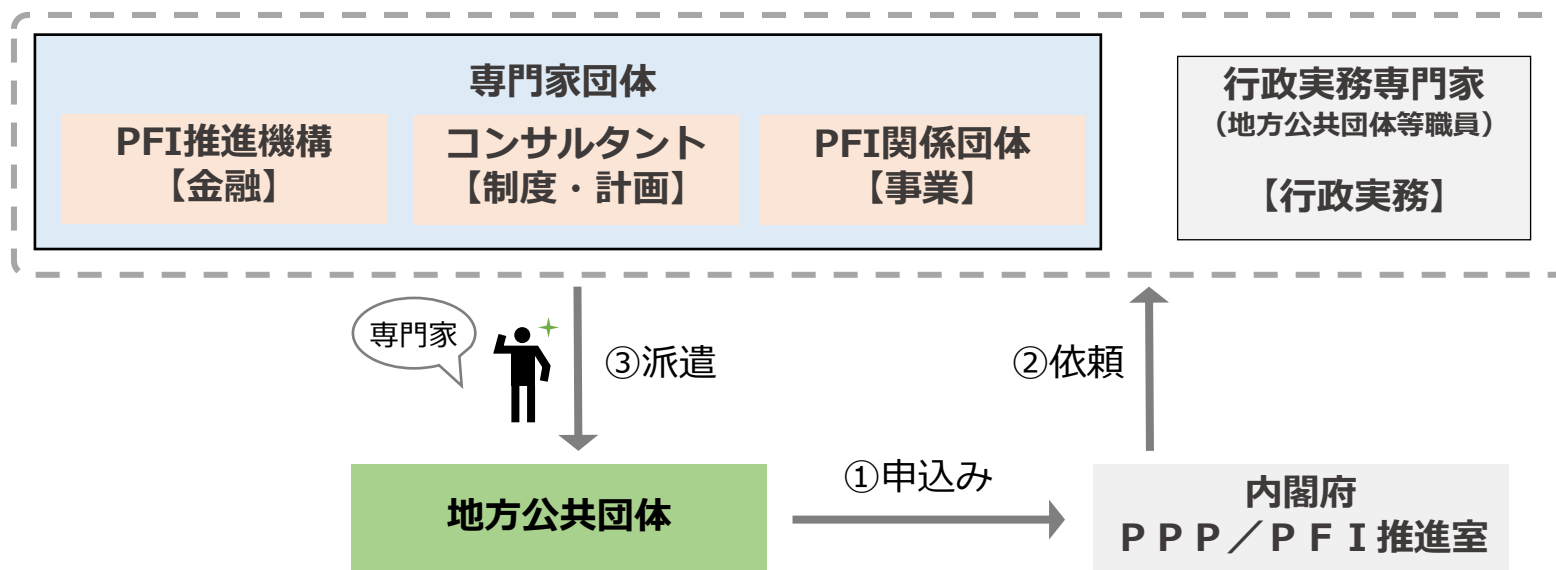 専門家団体
PFI推進機構
【金融】
コンサルタント
【制度・計画】
PFI関係団体
【事業】
行政実務専門家
（地方公共団体等職員）
【行政実務】
専門家
③派遣
②依頼
①申込み
地方公共団体
内閣府
ＰＰＰ／ＰＦＩ推進室